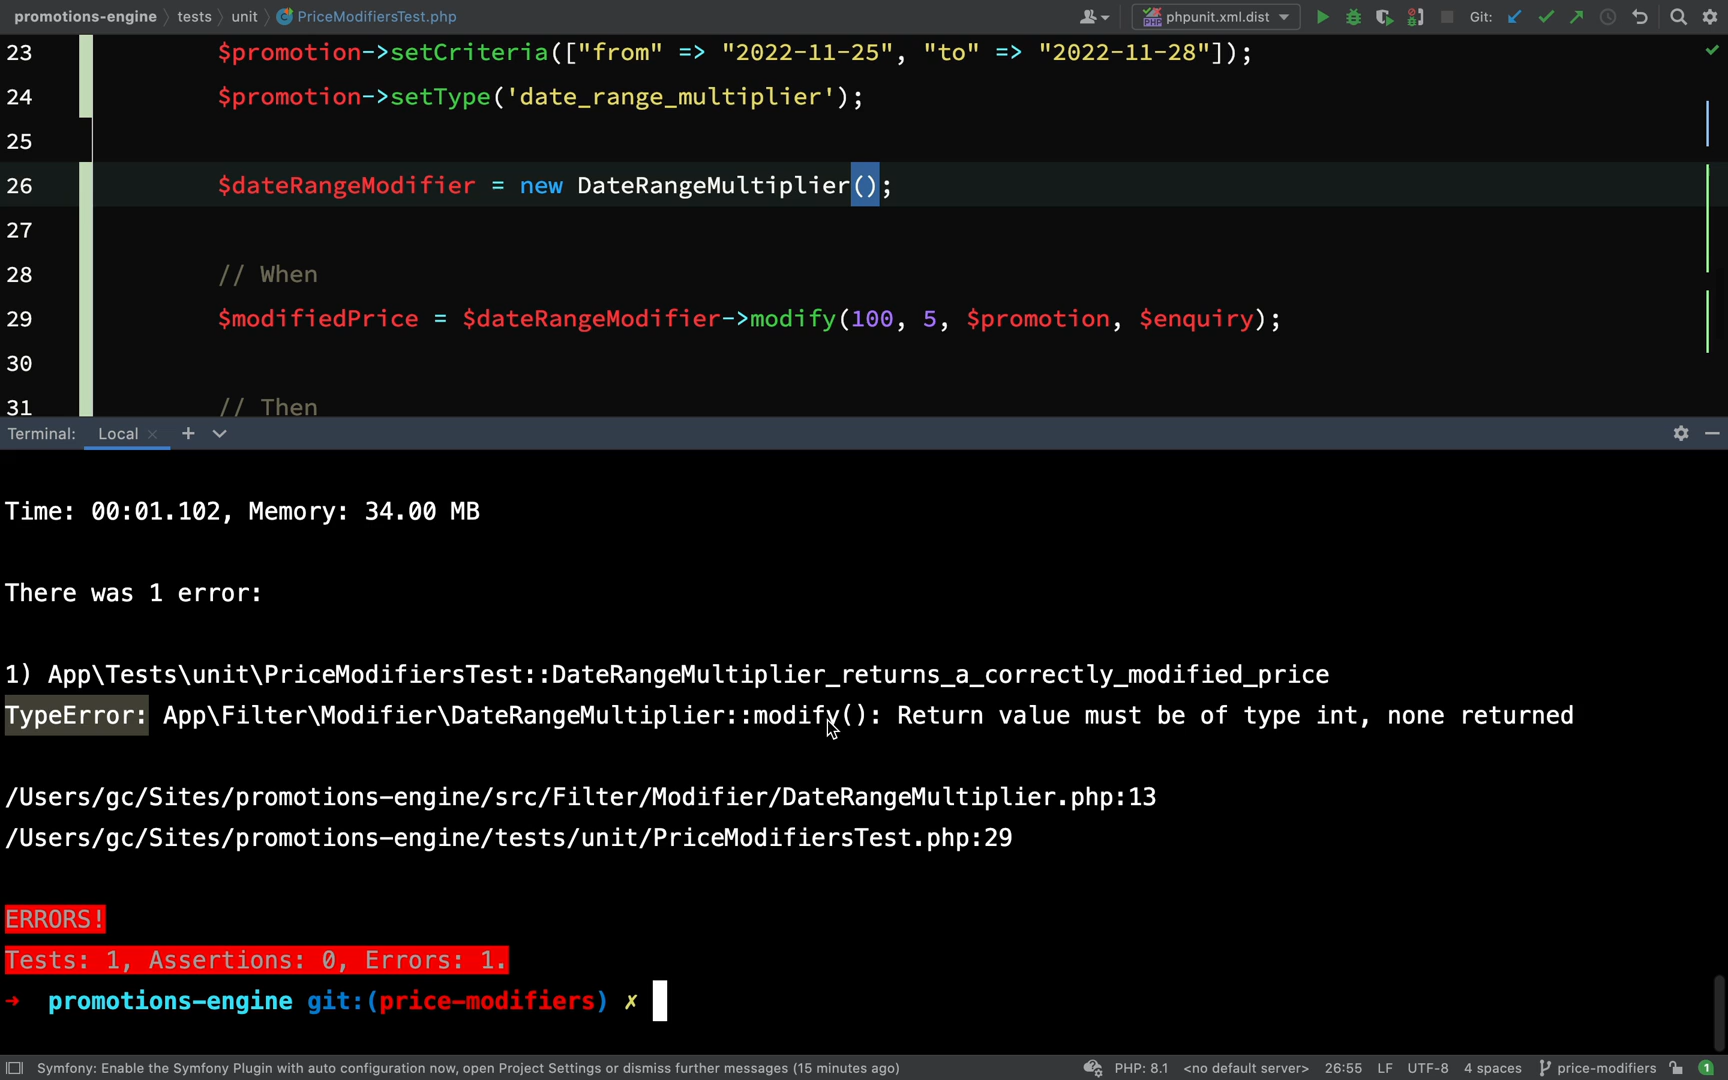 promotions-engine tests unit PriceModifiersTest.php phpunit.xml.dist Git:
23 $promotion->setCriteria(["from" => "2022-11-25", "to" => "2022-11-28"]);
24 $promotion->setType('date_range_multiplier');
25
26 $dateRangeModifier = new DateRangeMultiplier();
27
28 // When
29 $modifiedPrice = $dateRangeModifier->modify(100, 5, $promotion, $enquiry);
30
31 // Then
Terminal: Local
Time: 00:01.102, Memory: 34.00 MB
There was 1 error:
1) App\Tests\unit\PriceModifiersTest::DateRangeMultiplier_returns_a_correctly_modified_price
TypeError: App\Filter\Modifier\DateRangeMultiplier::modify(): Return value must be of type int, none returned
/Users/gc/Sites/promotions-engine/src/Filter/Modifier/DateRangeMultiplier.php:13
/Users/gc/Sites/promotions-engine/tests/unit/PriceModifiersTest.php:29
ERRORS!
Tests: 1, Assertions: 0, Errors: 1.
→ promotions-engine git:(price-modifiers) ✗
Symfony: Enable the Symfony Plugin with auto configuration now, open Project Settings or dismiss further messages (15 minutes ago) PHP: 8.1 <no default server> 26:55 LF UTF-8 4 spaces price-modifiers 1